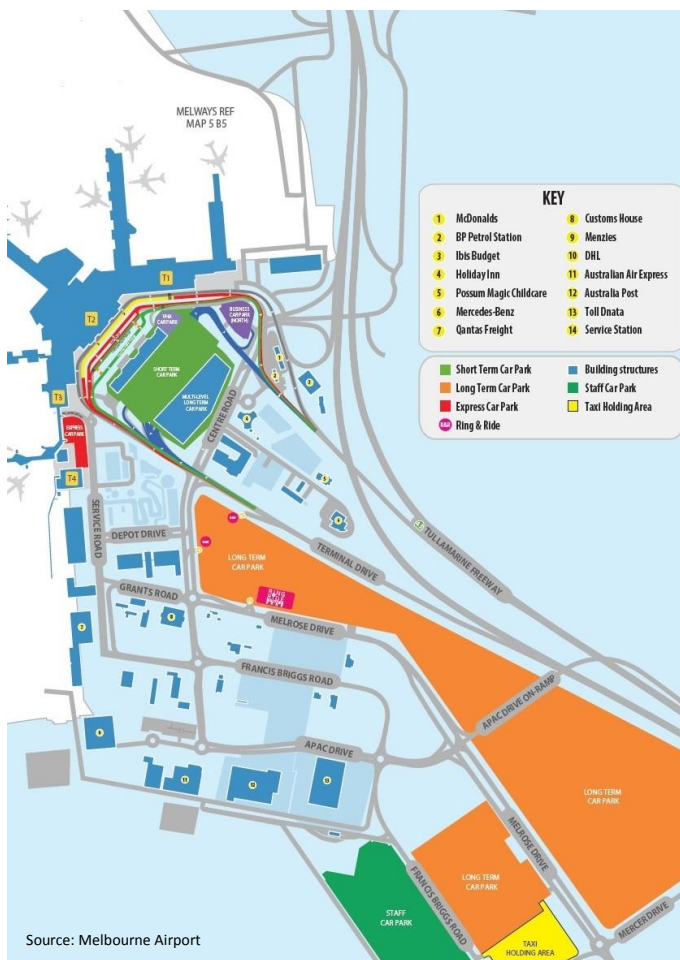 MELWAYS REF
MAP 5 B5
KEY
1 McDonalds
2 BP Petrol Station
3 Ibis Budget
4 Holiday Inn
5 Possum Magic Childcare
6 Mercedes-Benz
7 Qantas Freight
8 Customs House
9 Menzies
10 DHL
11 Australian Air Express
12 Australia Post
13 Toll Dnata
14 Service Station
Short Term Car Park
Long Term Car Park
Express Car Park
Ring & Ride
Building structures
Staff Car Park
Taxi Holding Area
T1
T2
T3
T4
BUSINESS
CAR PARK
(NORTH)
CAR PARK
SHORT TERM
CAR PARK
MULTI-LEVEL
LONG TERM
CAR PARK
CENTRE ROAD
EXPRESS
CAR PARK
SERVICE ROAD
DEPOT DRIVE
GRANTS ROAD
LONG TERM
CAR PARK
TERMINAL DRIVE
TULLAMARINE FREEWAY
MELROSE DRIVE
FRANCIS BRIGGS ROAD
APAC DRIVE ON-RAMP
APAC DRIVE
LONG TERM
CAR PARK
MELROSE DRIVE
LONG TERM
CAR PARK
FRANCIS BRIGGS ROAD
STAFF
CAR PARK
MERCER DRIVE
TAXI
HOLDING AREA
Source: Melbourne Airport